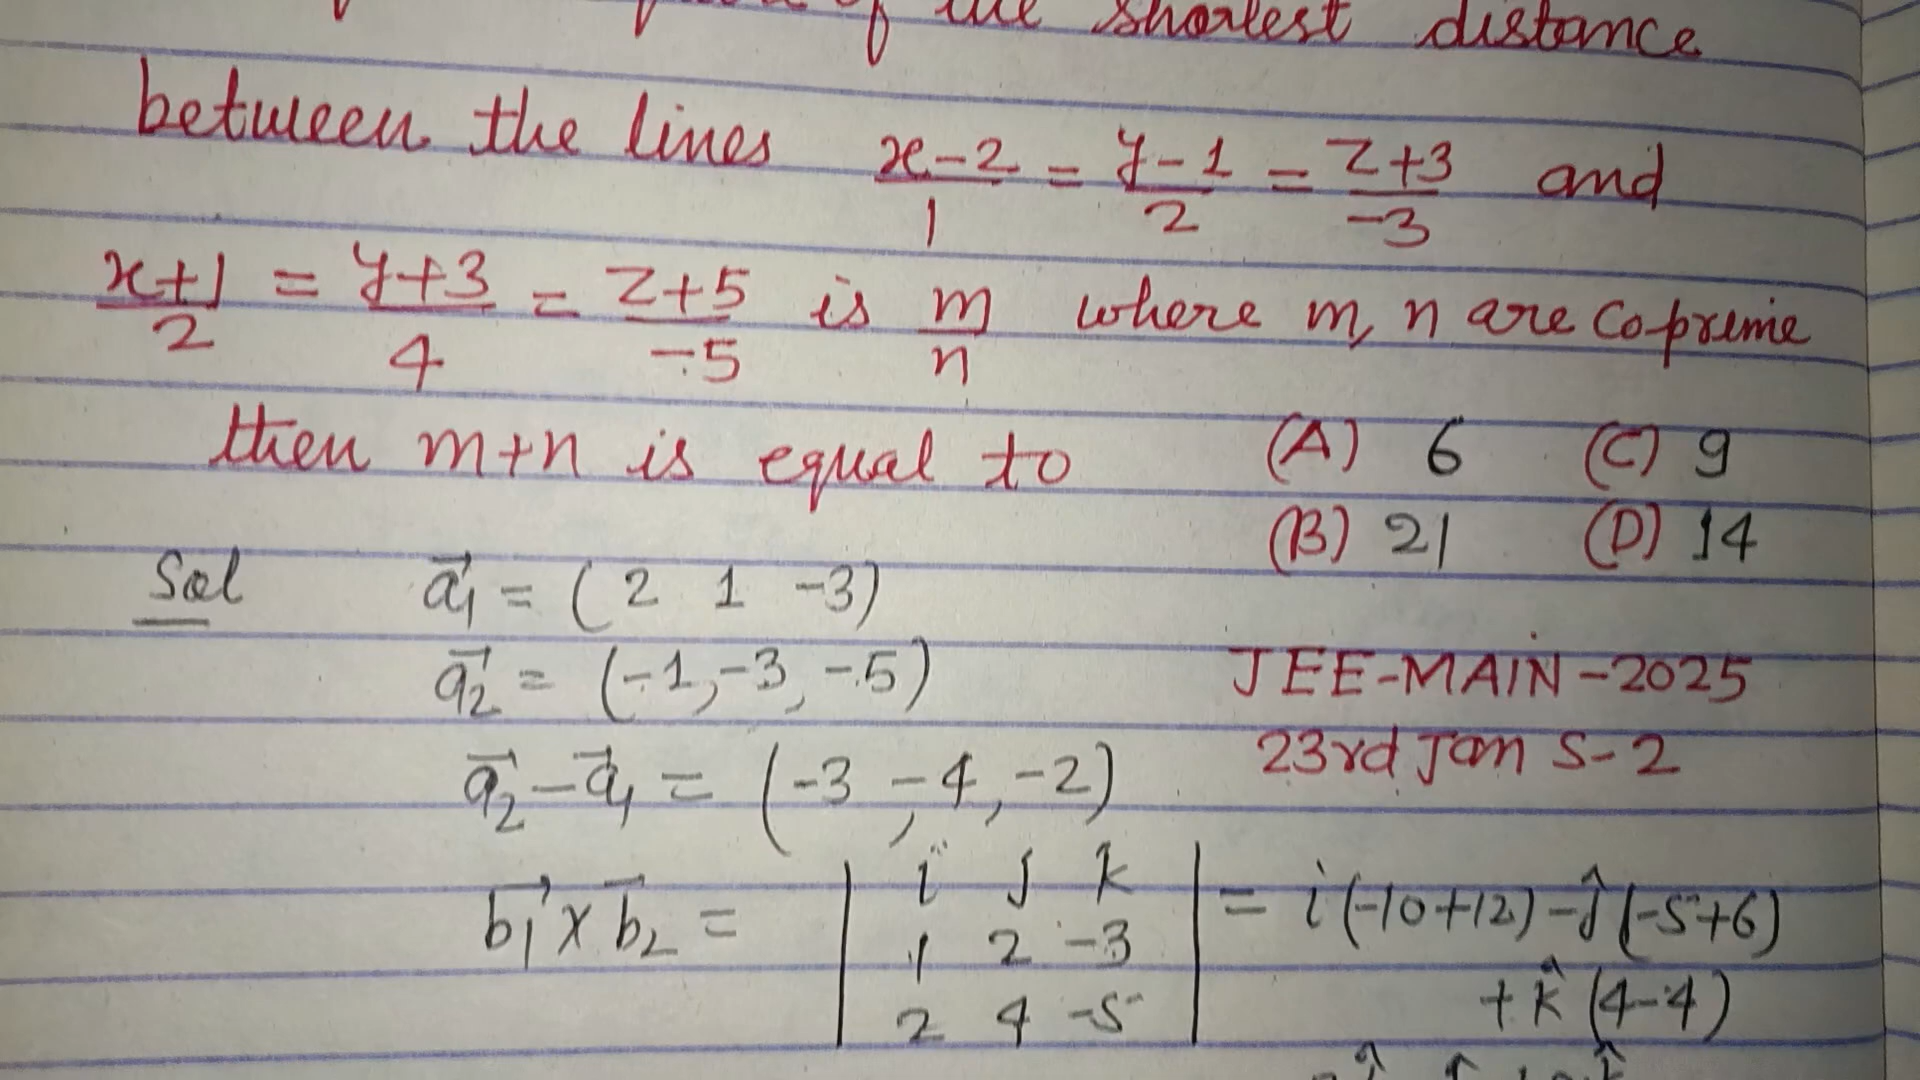 of the shortest distance
between the lines x-2/1 = y-1/2 = z+3/-3 and
x+1/2 = y+3/4 = z+5/-5 is m/n where m, n are coprime
then m+n is equal to (A) 6 (C) 9
(B) 21 (D) 14
Sol a⃗1 = (2 1 -3)
a⃗2 = (-1, -3, -5) JEE-MAIN-2025
a⃗2 - a⃗1 = (-3, -4, -2) 23rd Jan S-2
b⃗1 × b⃗2 = | i j k | = i(-10+12) - ĵ(-5+6)
| 1 2 -3 |
| 2 4 -5 | + k̂(4-4)